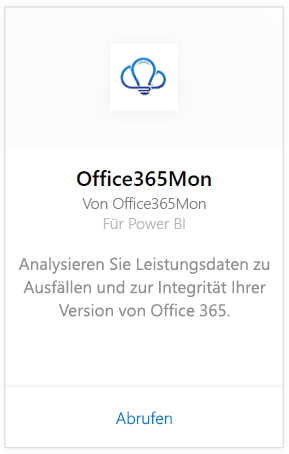 Office365Mon
Von Office365Mon
Für Power BI
Analysieren Sie Leistungsdaten zu
Ausfällen und zur Integrität Ihrer
Version von Office 365.
Abrufen